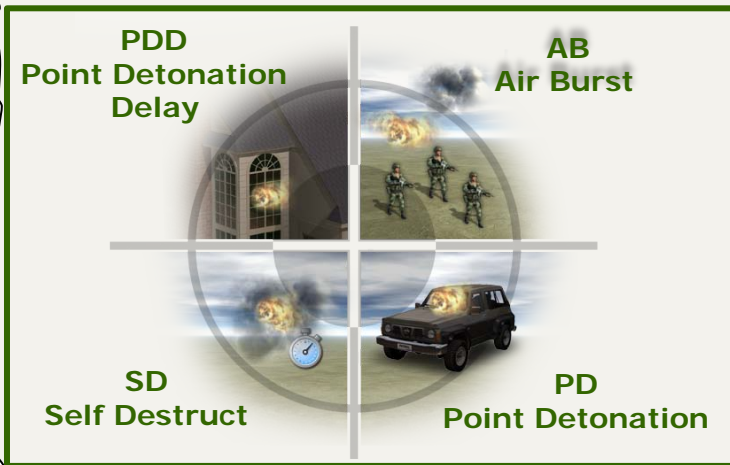 PDD
Point Detonation
Delay
AB
Air Burst
SD
Self Destruct
PD
Point Detonation